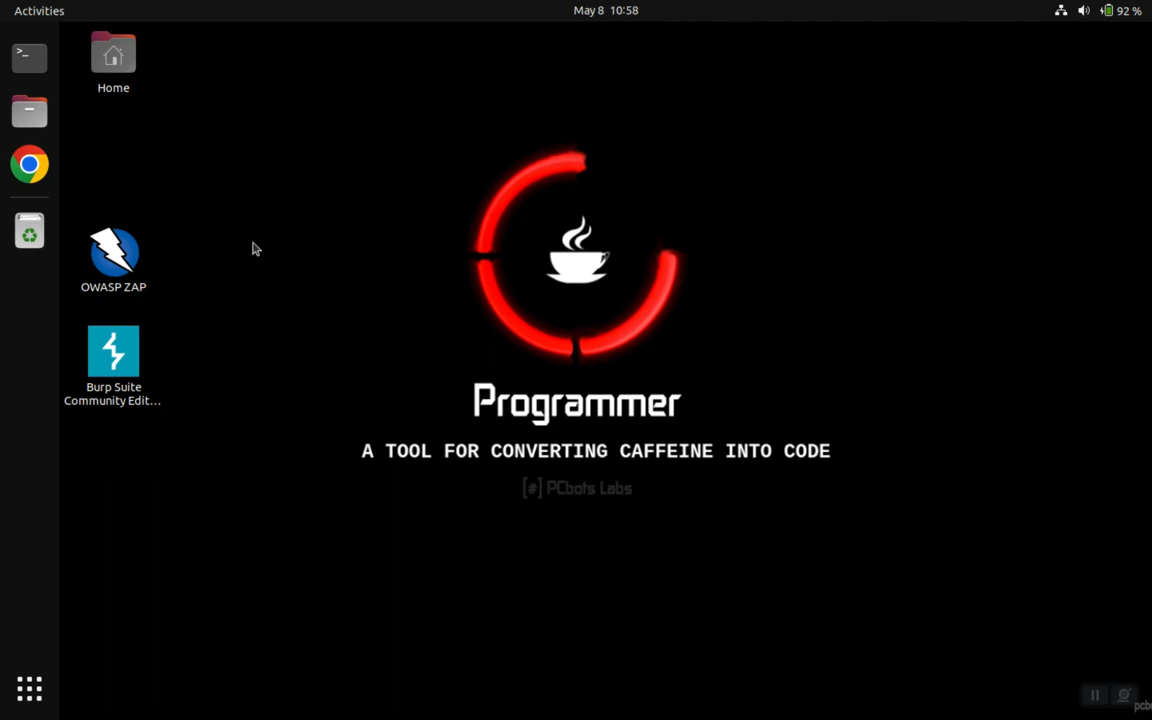 Activities
May 8 10:58
92 %
>_
Home
OWASP ZAP
Burp Suite
Community Edit...
Programmer
A TOOL FOR CONVERTING CAFFEINE INTO CODE
[#] PCbots Labs
pcbo